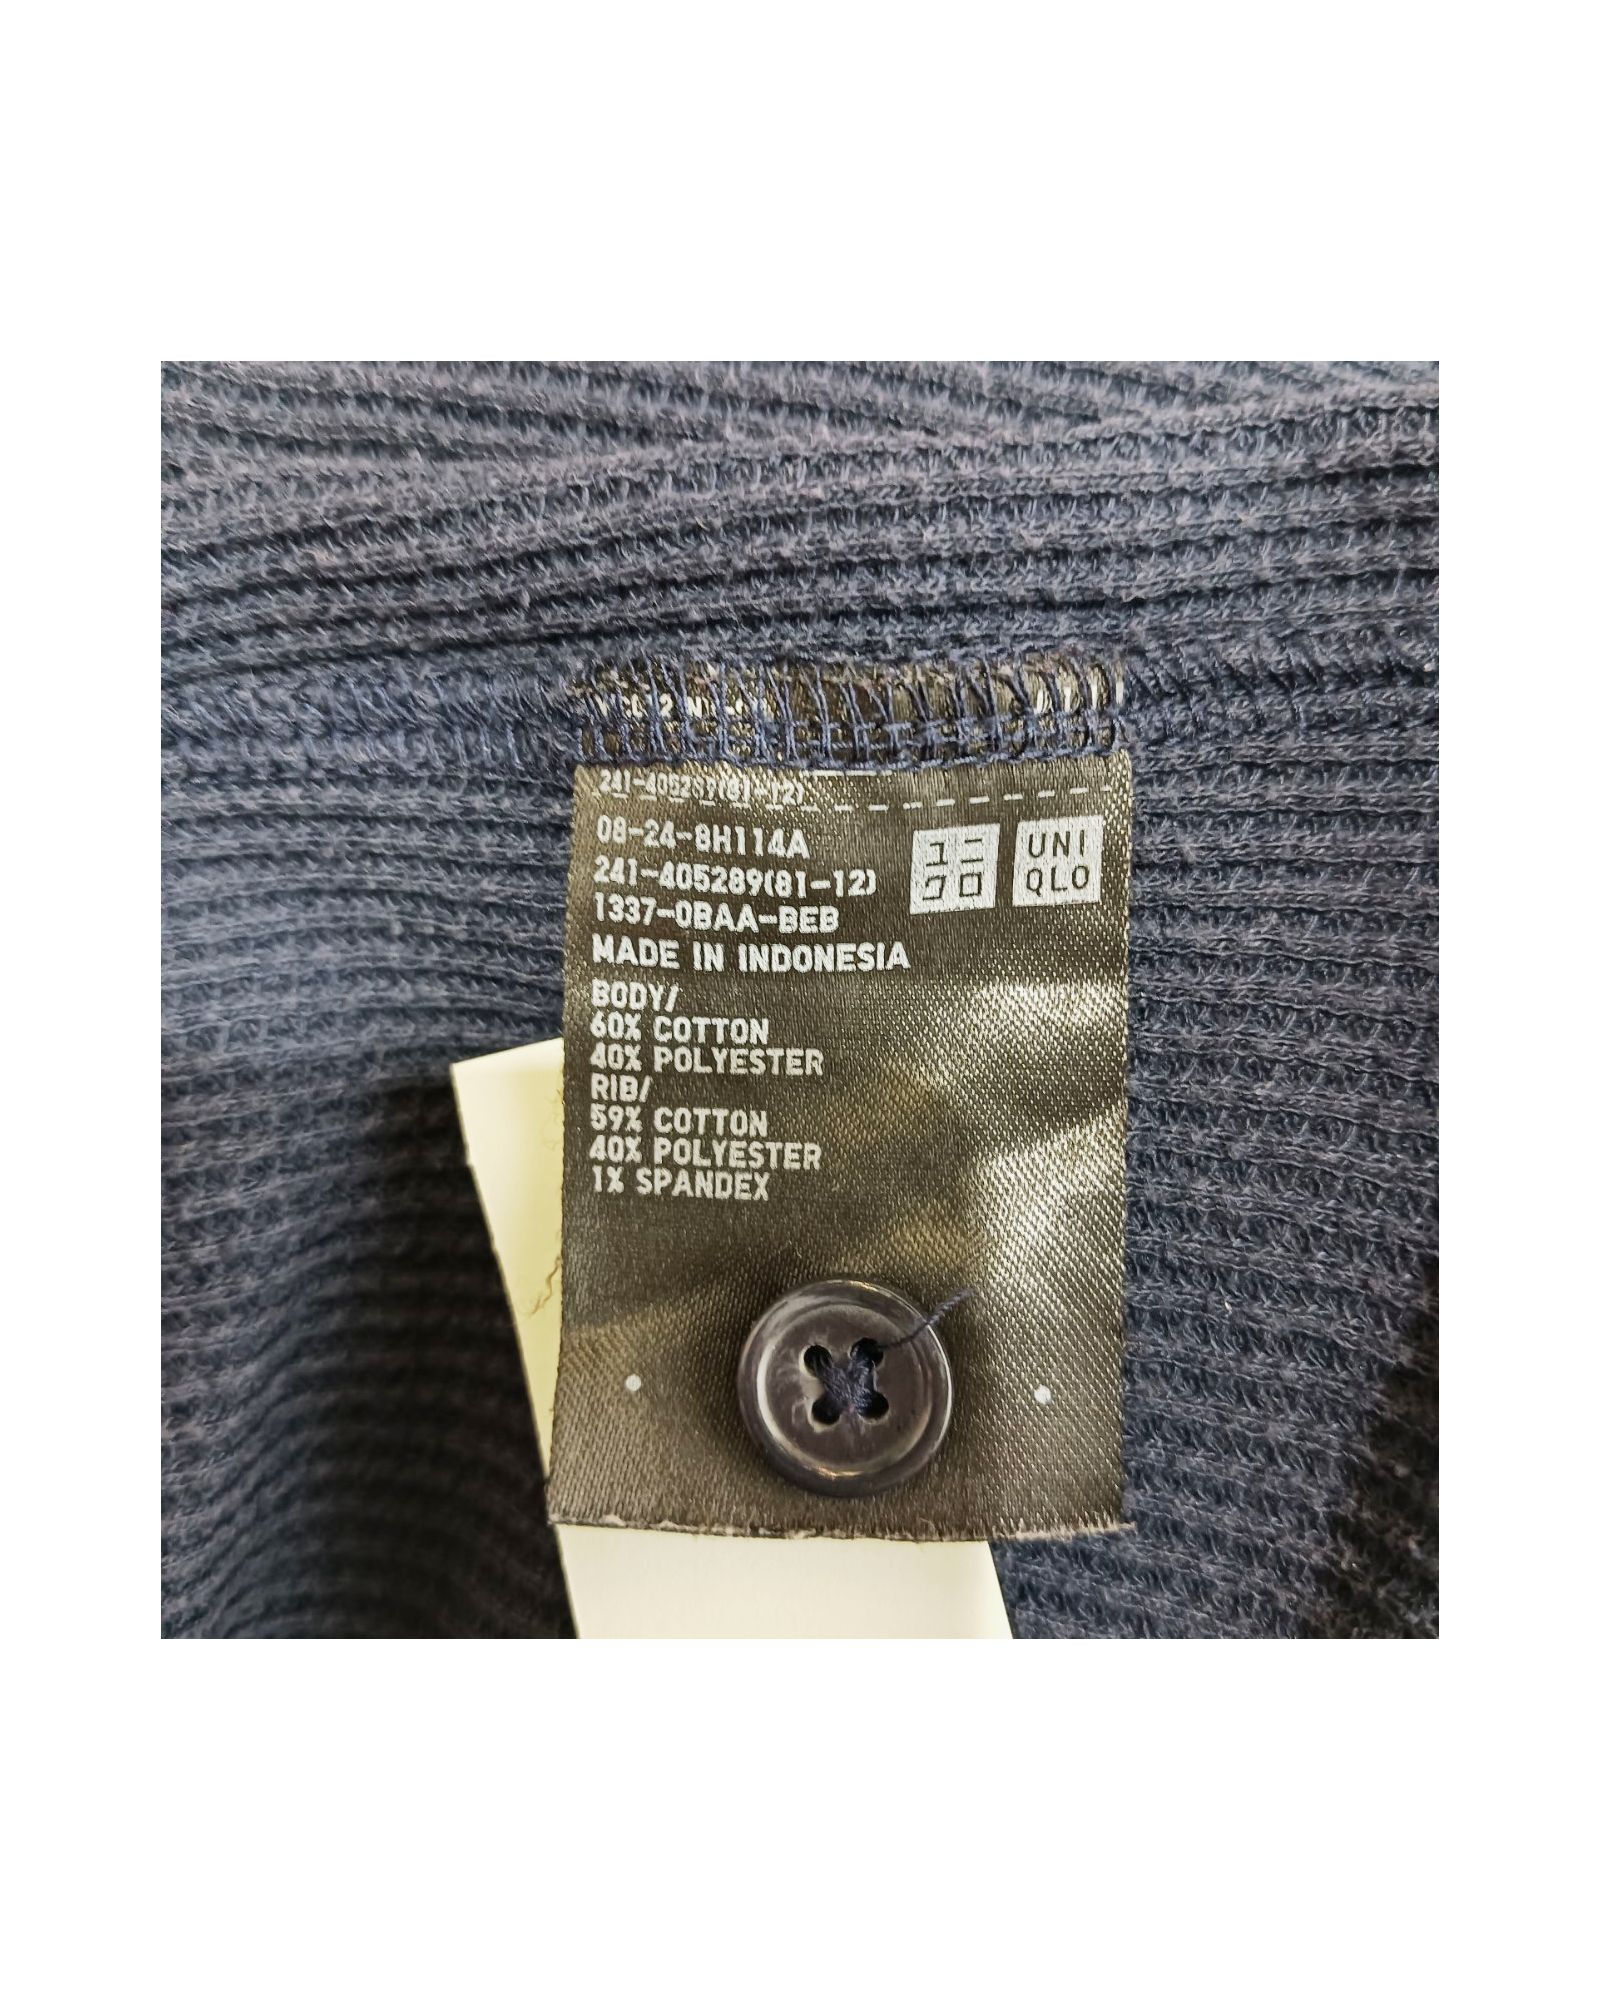 241-405289(81-12)
08-24-8H114A
241-405289(81-12)
1337-0BAA-BEB
MADE IN INDONESIA
BODY/
60% COTTON
40% POLYESTER
RIB/
59% COTTON
40% POLYESTER
1% SPANDEX
ユニ
クロ
UNI
QLO